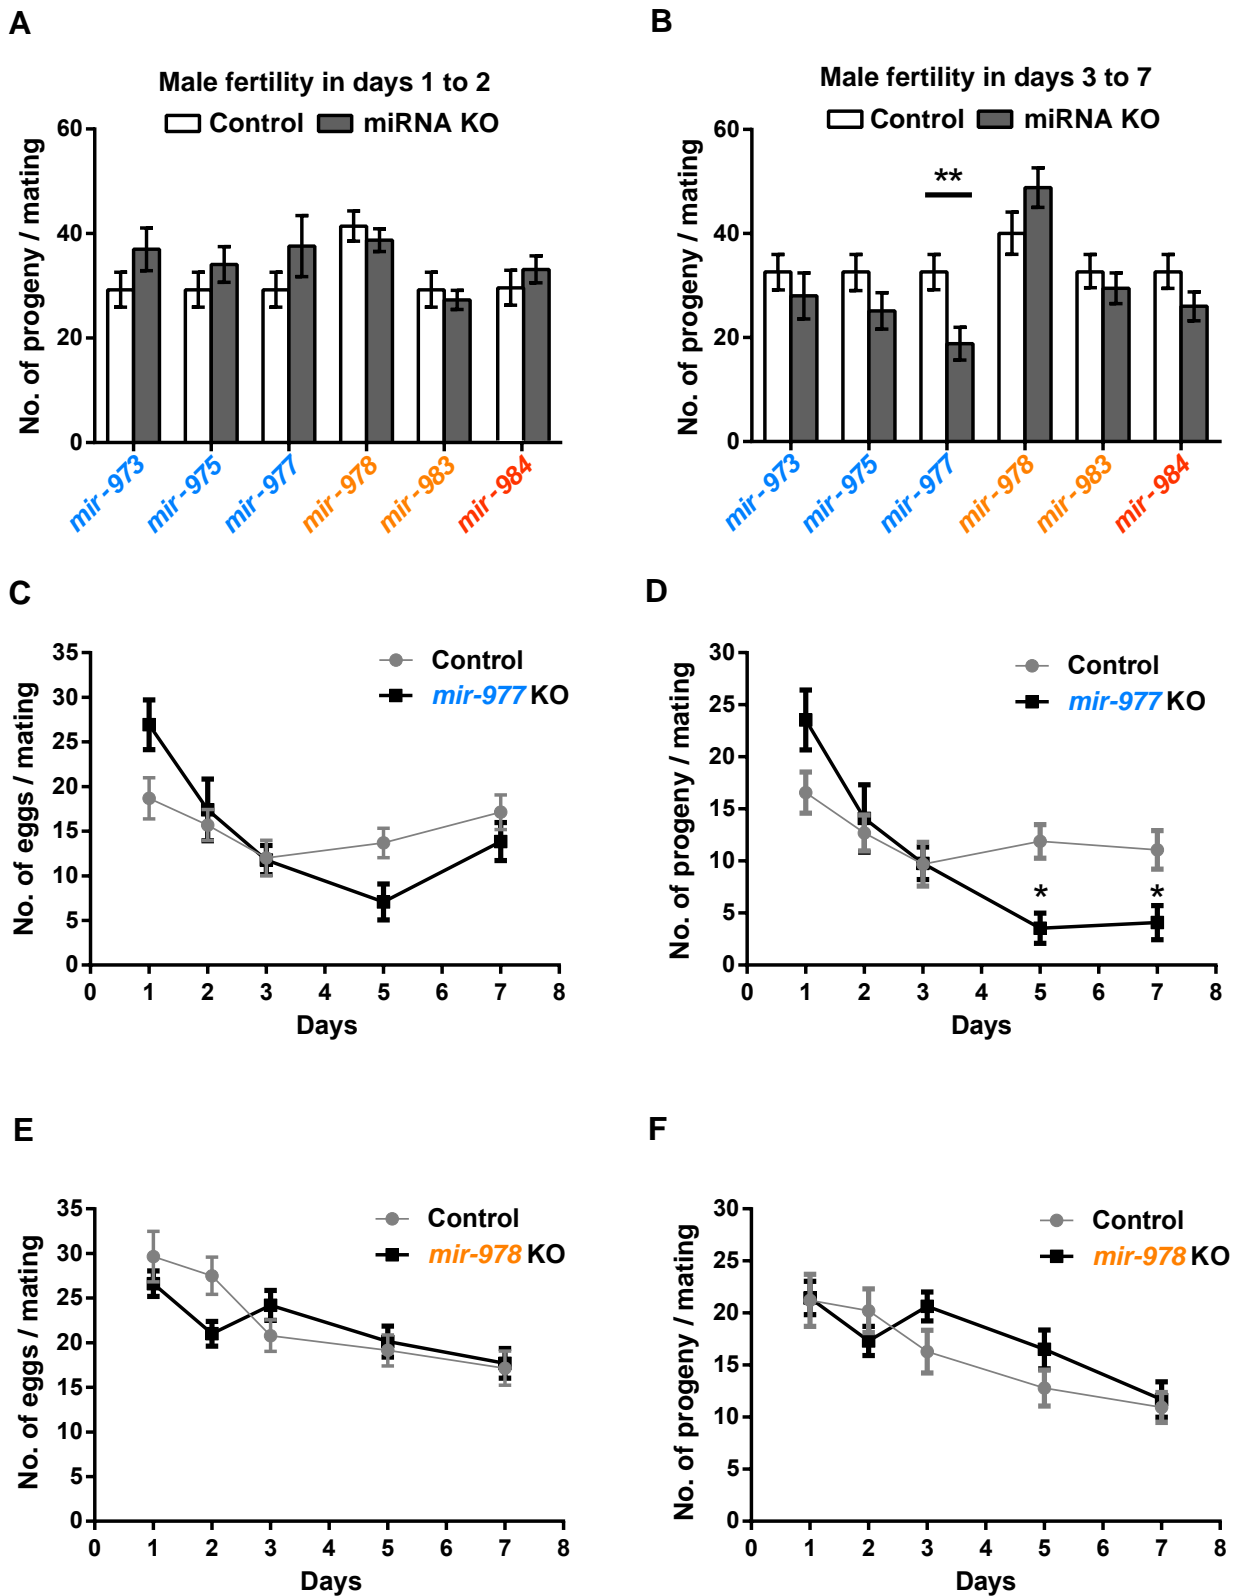 A
Male fertility in days 1 to 2
Control miRNA KO
No. of progeny / mating
60
40
20
0
mir-973 mir-975 mir-977 mir-978 mir-983 mir-984
B
Male fertility in days 3 to 7
Control miRNA KO
No. of progeny / mating
60
40
20
0
**
mir-973 mir-975 mir-977 mir-978 mir-983 mir-984
C
Control
mir-977 KO
No. of eggs / mating
35
30
25
20
15
10
5
0
0 1 2 3 4 5 6 7 8
Days
D
Control
mir-977 KO
No. of progeny / mating
30
25
20
15
10
5
0
* *
0 1 2 3 4 5 6 7 8
Days
E
Control
mir-978 KO
No. of eggs / mating
35
30
25
20
15
10
5
0
0 1 2 3 4 5 6 7 8
Days
F
Control
mir-978 KO
No. of progeny / mating
30
25
20
15
10
5
0
0 1 2 3 4 5 6 7 8
Days